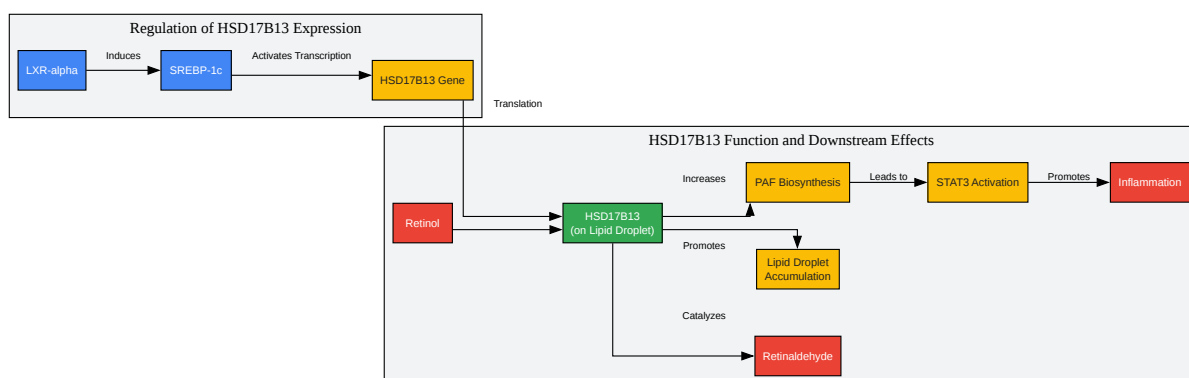 Regulation of HSD17B13 Expression
LXR-alpha
Induces
SREBP-1c
Activates Transcription
HSD17B13 Gene
Translation
HSD17B13 Function and Downstream Effects
Increases
PAF Biosynthesis
Leads to
STAT3 Activation
Promotes
Inflammation
Retinol
HSD17B13
(on Lipid Droplet)
Promotes
Lipid Droplet
Accumulation
Catalyzes
Retinaldehyde